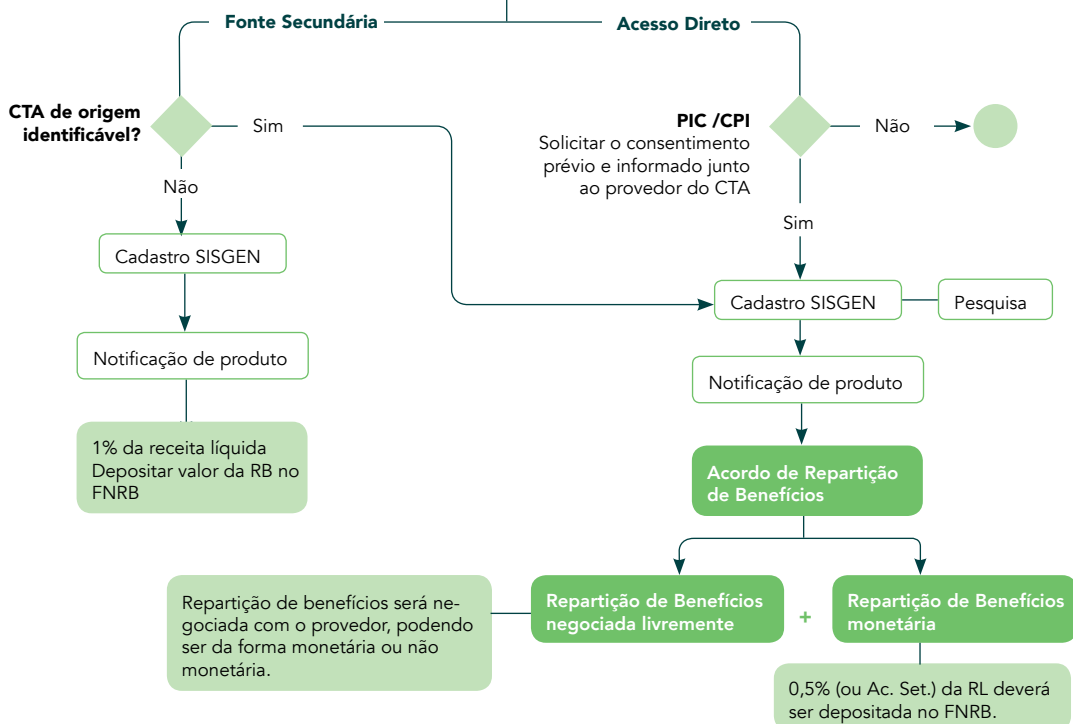 Fonte Secundária
Acesso Direto
CTA de origem
identificável?
Sim
Não
Cadastro SISGEN
Notificação de produto
1% da receita líquida
Depositar valor da RB no
FNRB
PIC /CPI
Solicitar o consentimento
prévio e informado junto
ao provedor do CTA
Não
Sim
Cadastro SISGEN
Pesquisa
Notificação de produto
Acordo de Repartição
de Benefícios
Repartição de benefícios será ne-
gociada com o provedor, podendo
ser da forma monetária ou não
monetária.
Repartição de Benefícios
negociada livremente
+
Repartição de Benefícios
monetária
0,5% (ou Ac. Set.) da RL deverá
ser depositada no FNRB.